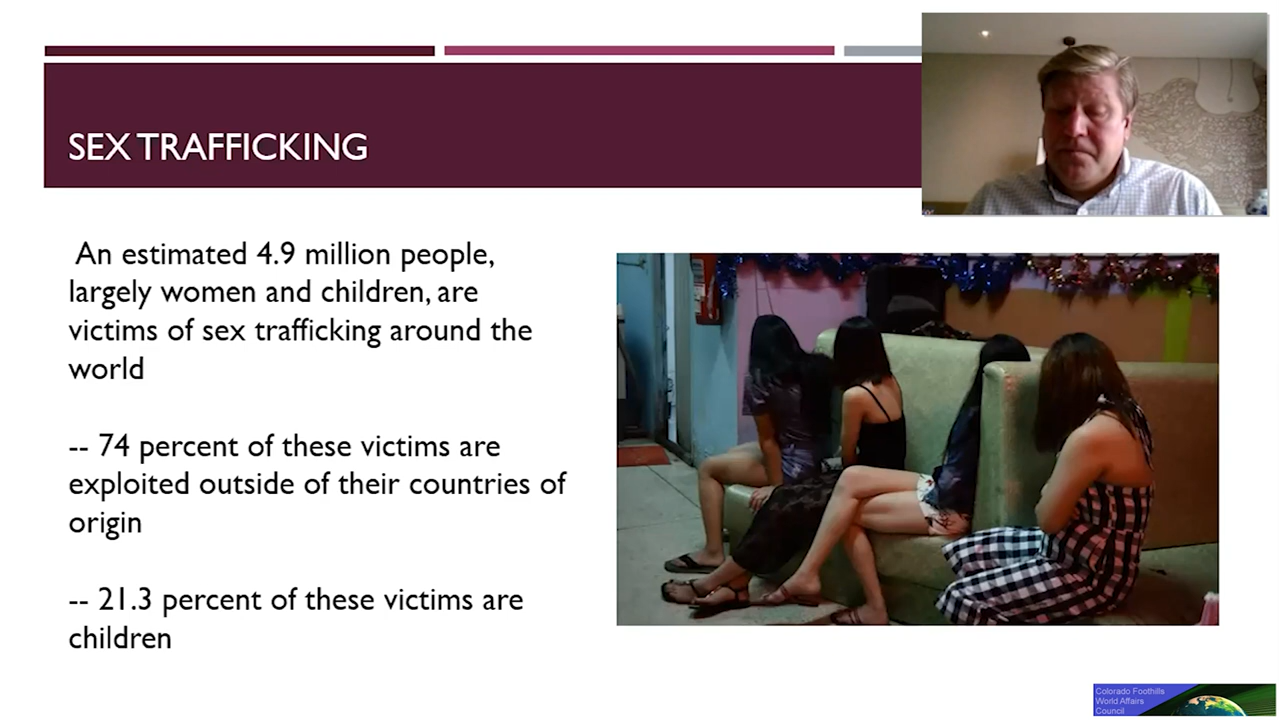 SEX TRAFFICKING
An estimated 4.9 million people,
largely women and children, are
victims of sex trafficking around the
world
-- 74 percent of these victims are
exploited outside of their countries of
origin
-- 21.3 percent of these victims are
children
Colorado Foothills
World Affairs
Council